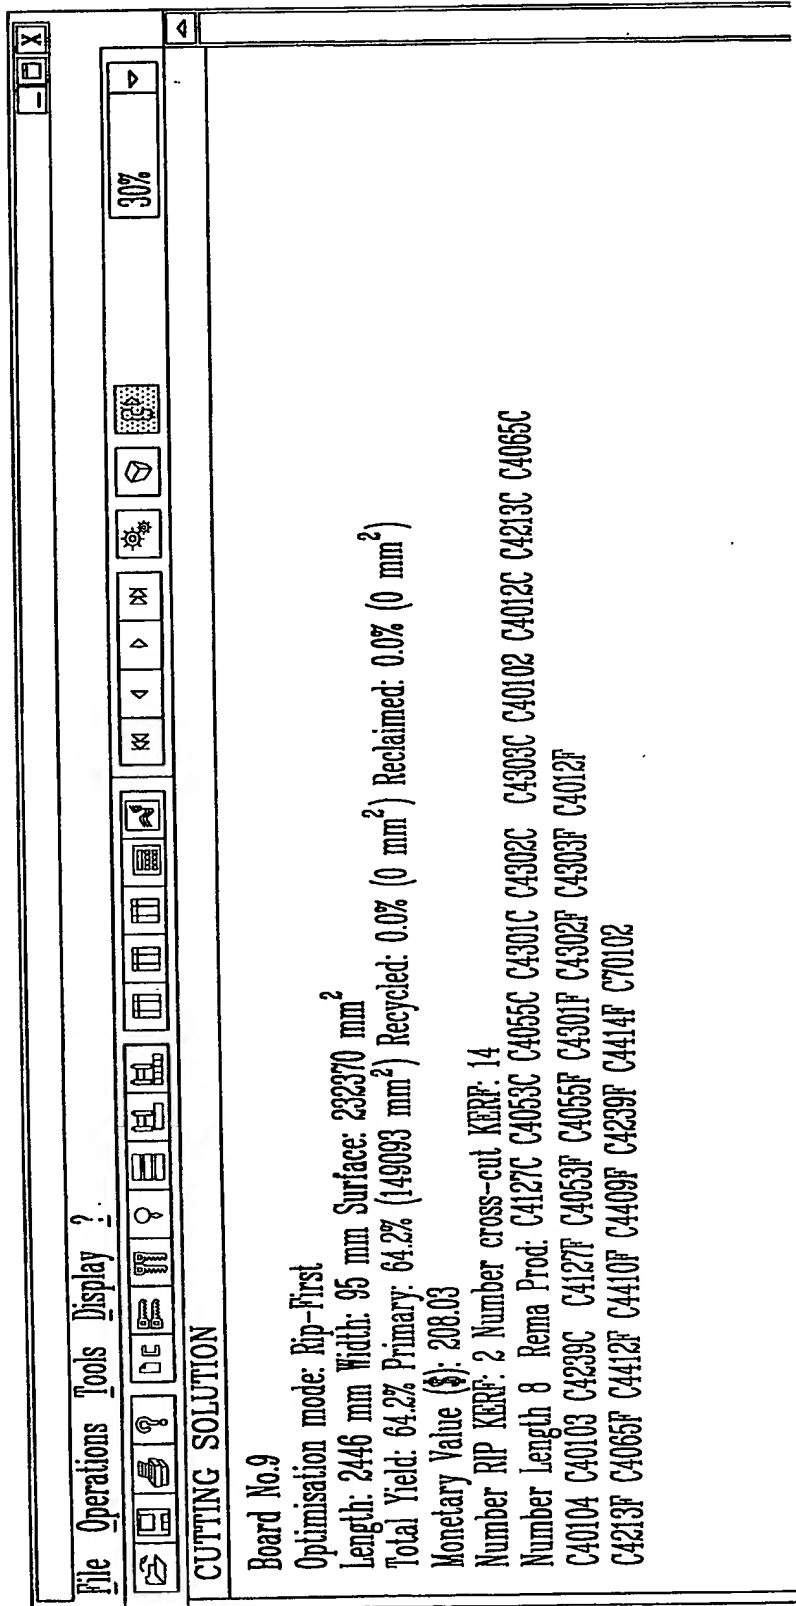 File Operations Tools Display ?
30%
CUTTING SOLUTION
Board No.9
Optimisation mode: Rip-First
Length: 2446 mm Width: 95 mm Surface: 232370 mm²
Total Yield: 64.2% Primary: 64.2% (149093 mm²) Recycled: 0.0% (0 mm²) Reclaimed: 0.0% (0 mm²)
Monetary Value ($): 208.03
Number RIP KERF: 2 Number cross-cut KERF: 14
Number Length 8 Rema Prod: C4127C C4053C C4055C C4301C C4302C C4303C C40102 C4012C C4213C C4065C
C40104 C40103 C4239C C4127F C4053F C4055F C4301F C4302F C4303F C4012F
C4213F C4065F C4412F C4410F C4409F C4239F C4414F C70102